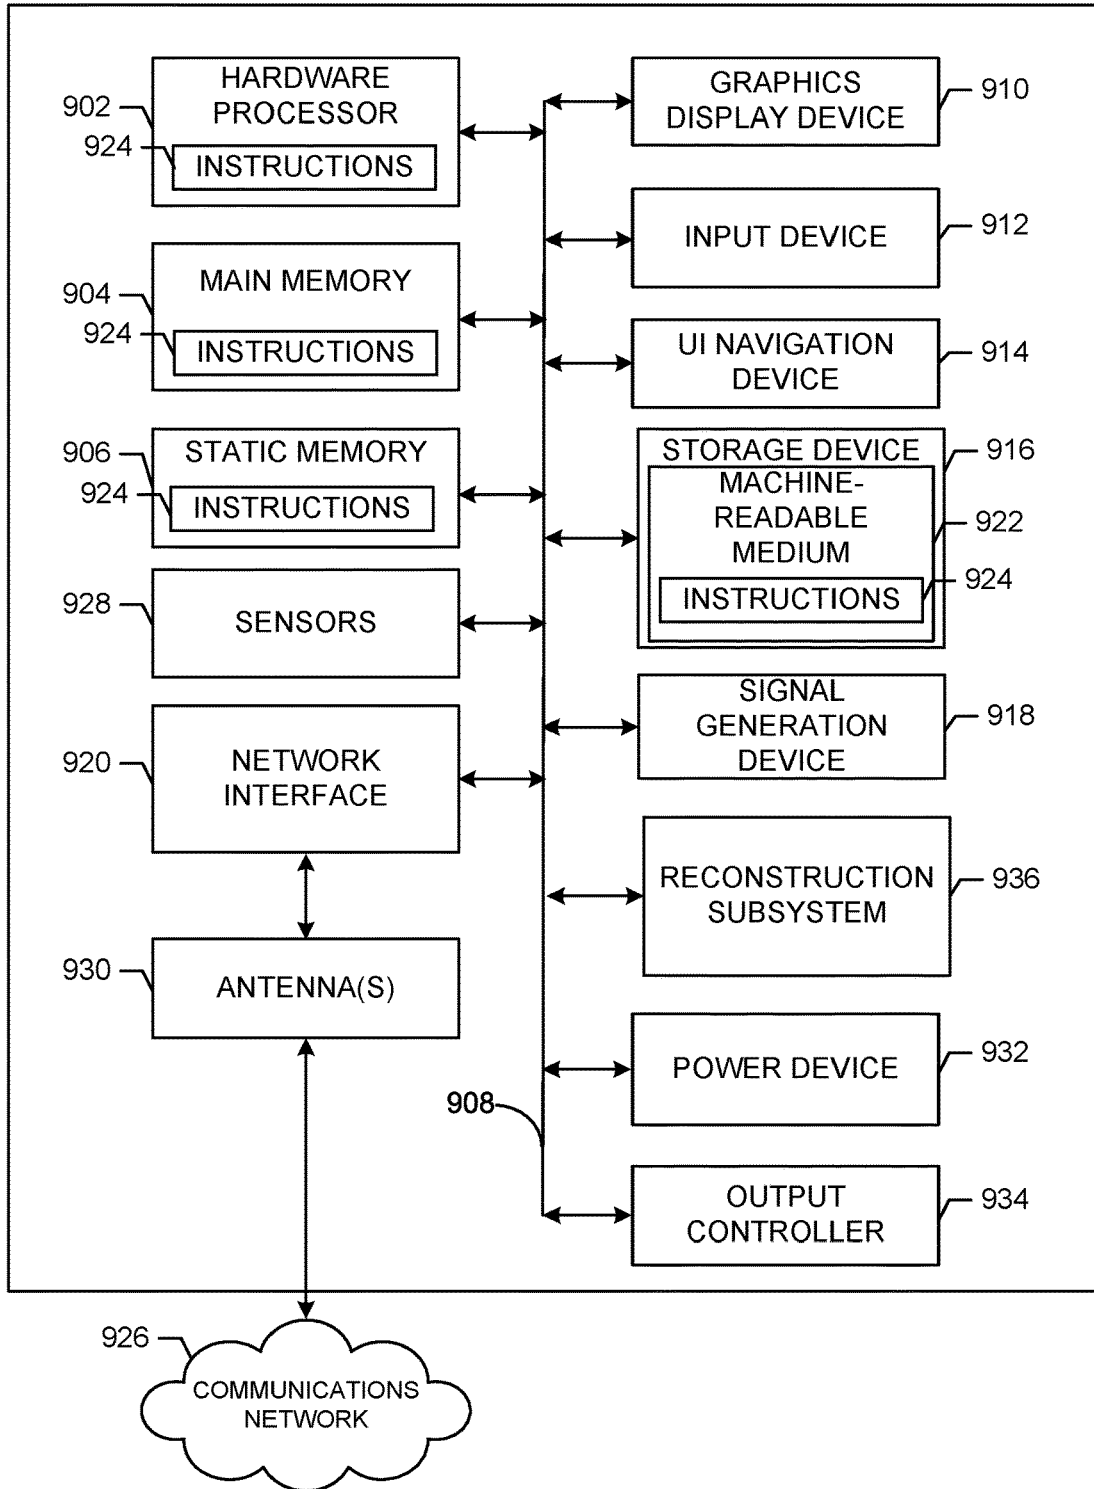 HARDWARE
PROCESSOR
902
924
INSTRUCTIONS
MAIN MEMORY
904
924
INSTRUCTIONS
STATIC MEMORY
906
924
INSTRUCTIONS
928
SENSORS
920
NETWORK
INTERFACE
930
ANTENNA(S)
908
GRAPHICS
DISPLAY DEVICE
910
INPUT DEVICE
912
UI NAVIGATION
DEVICE
914
STORAGE DEVICE
916
MACHINE-
READABLE
MEDIUM
922
INSTRUCTIONS
924
SIGNAL
GENERATION
DEVICE
918
RECONSTRUCTION
SUBSYSTEM
936
POWER DEVICE
932
OUTPUT
CONTROLLER
934
926
COMMUNICATIONS
NETWORK